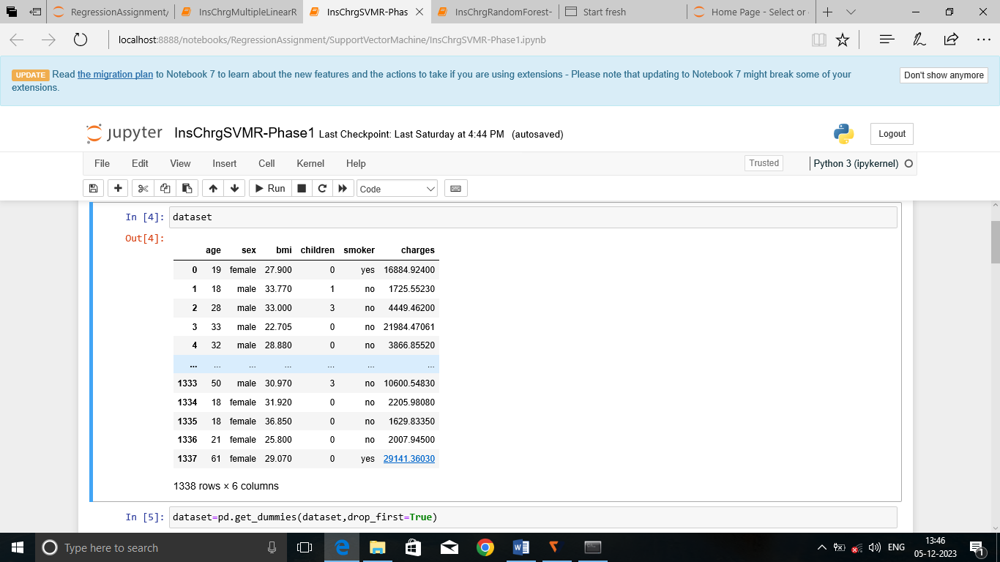 RegressionAssignment/
InsChrgMultipleLinearR
InsChrgSVMR-Phas
InsChrgRandomForest-
Start fresh
Home Page - Select or
localhost:8888/notebooks/RegressionAssignment/SupportVectorMachine/InsChrgSVMR-Phase1.ipynb
UPDATE Read the migration plan to Notebook 7 to learn about the new features and the actions to take if you are using extensions - Please note that updating to Notebook 7 might break some of your
extensions.
Don't show anymore
jupyter InsChrgSVMR-Phase1 Last Checkpoint: Last Saturday at 4:44 PM (autosaved)
Logout
File Edit View Insert Cell Kernel Help
Trusted
Python 3 (ipykernel)
Run
Code
In [4]: dataset
Out[4]:
age sex bmi children smoker charges
0 19 female 27.900 0 yes 16884.92400
1 18 male 33.770 1 no 1725.55230
2 28 male 33.000 3 no 4449.46200
3 33 male 22.705 0 no 21984.47061
4 32 male 28.880 0 no 3866.85520
... ... ... ... ... ... ...
1333 50 male 30.970 3 no 10600.54830
1334 18 female 31.920 0 no 2205.98080
1335 18 female 36.850 0 no 1629.83350
1336 21 female 25.800 0 no 2007.94500
1337 61 female 29.070 0 yes 29141.36030
1338 rows × 6 columns
In [5]: dataset=pd.get_dummies(dataset,drop_first=True)
Type here to search
ENG
13:46
05-12-2023
1